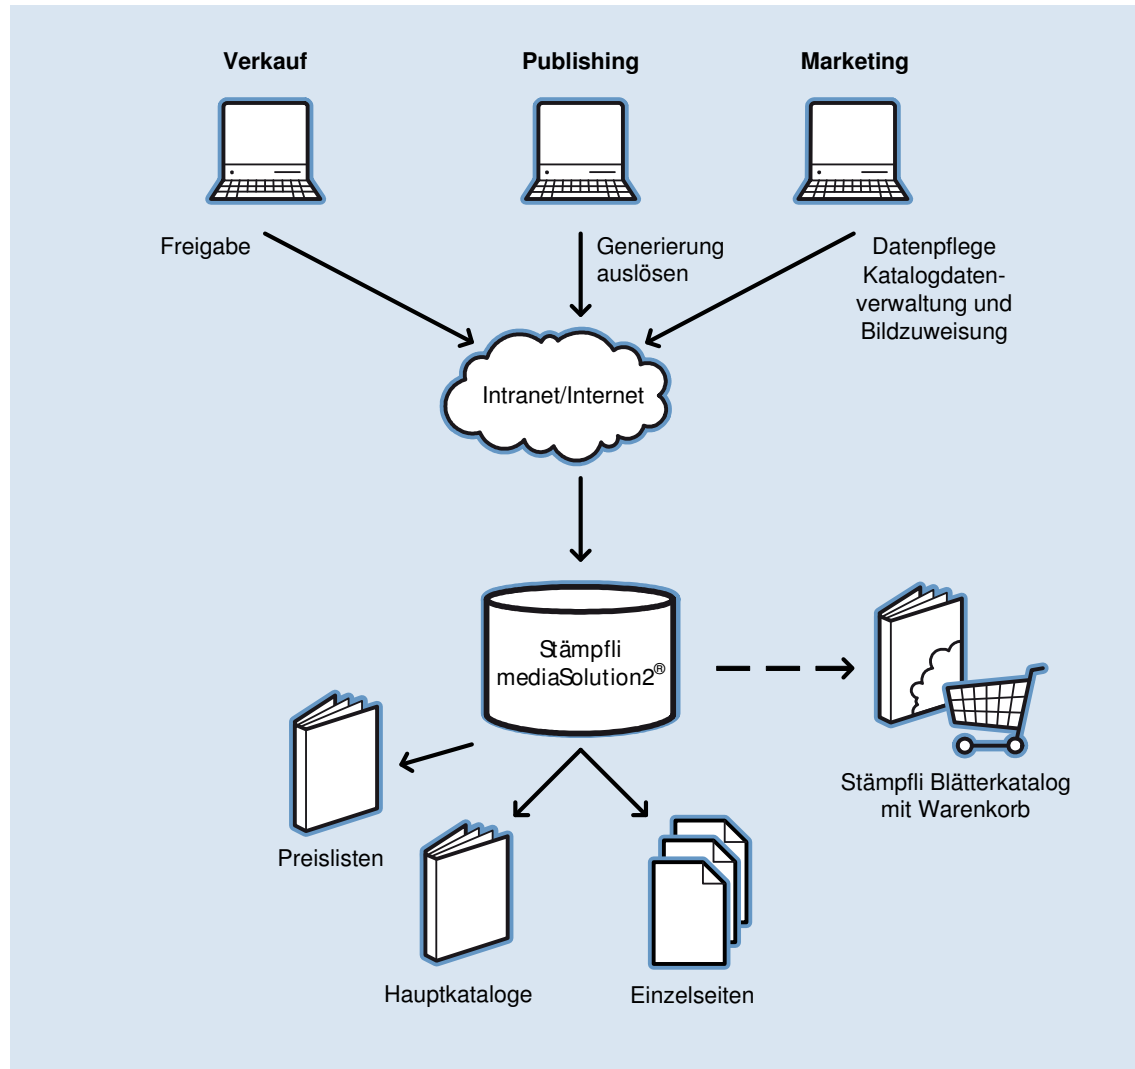 Verkauf
Publishing
Marketing
Freigabe
Generierung
auslösen
Datenpflege
Katalogdaten-
verwaltung und
Bildzuweisung
Intranet/Internet
Stämpfli
mediaSolution2®
Stämpfli Blätterkatalog
mit Warenkorb
Preislisten
Hauptkataloge
Einzelseiten